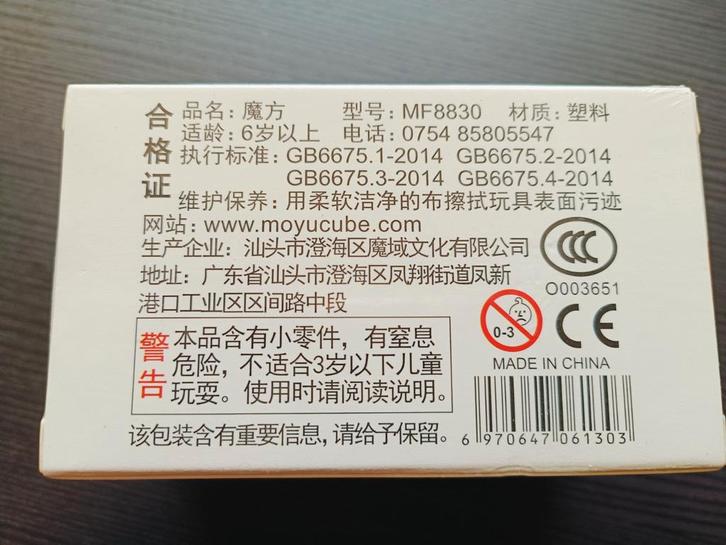 合格证
品名：魔方 型号：MF8830 材质：塑料
适龄：6岁以上 电话：0754 85805547
执行标准：GB6675.1-2014 GB6675.2-2014
GB6675.3-2014 GB6675.4-2014
维护保养：用柔软洁净的布擦拭玩具表面污迹
网站：www.moyucube.com
生产企业：汕头市澄海区魔域文化有限公司
地址：广东省汕头市澄海区凤翔街道凤新
港口工业区区间路中段
CCC
O003651
0-3
CE
MADE IN CHINA
警告
本品含有小零件，有窒息
危险，不适合3岁以下儿童
玩耍。使用时请阅读说明。
该包装含有重要信息，请给予保留。
6 970647 061303